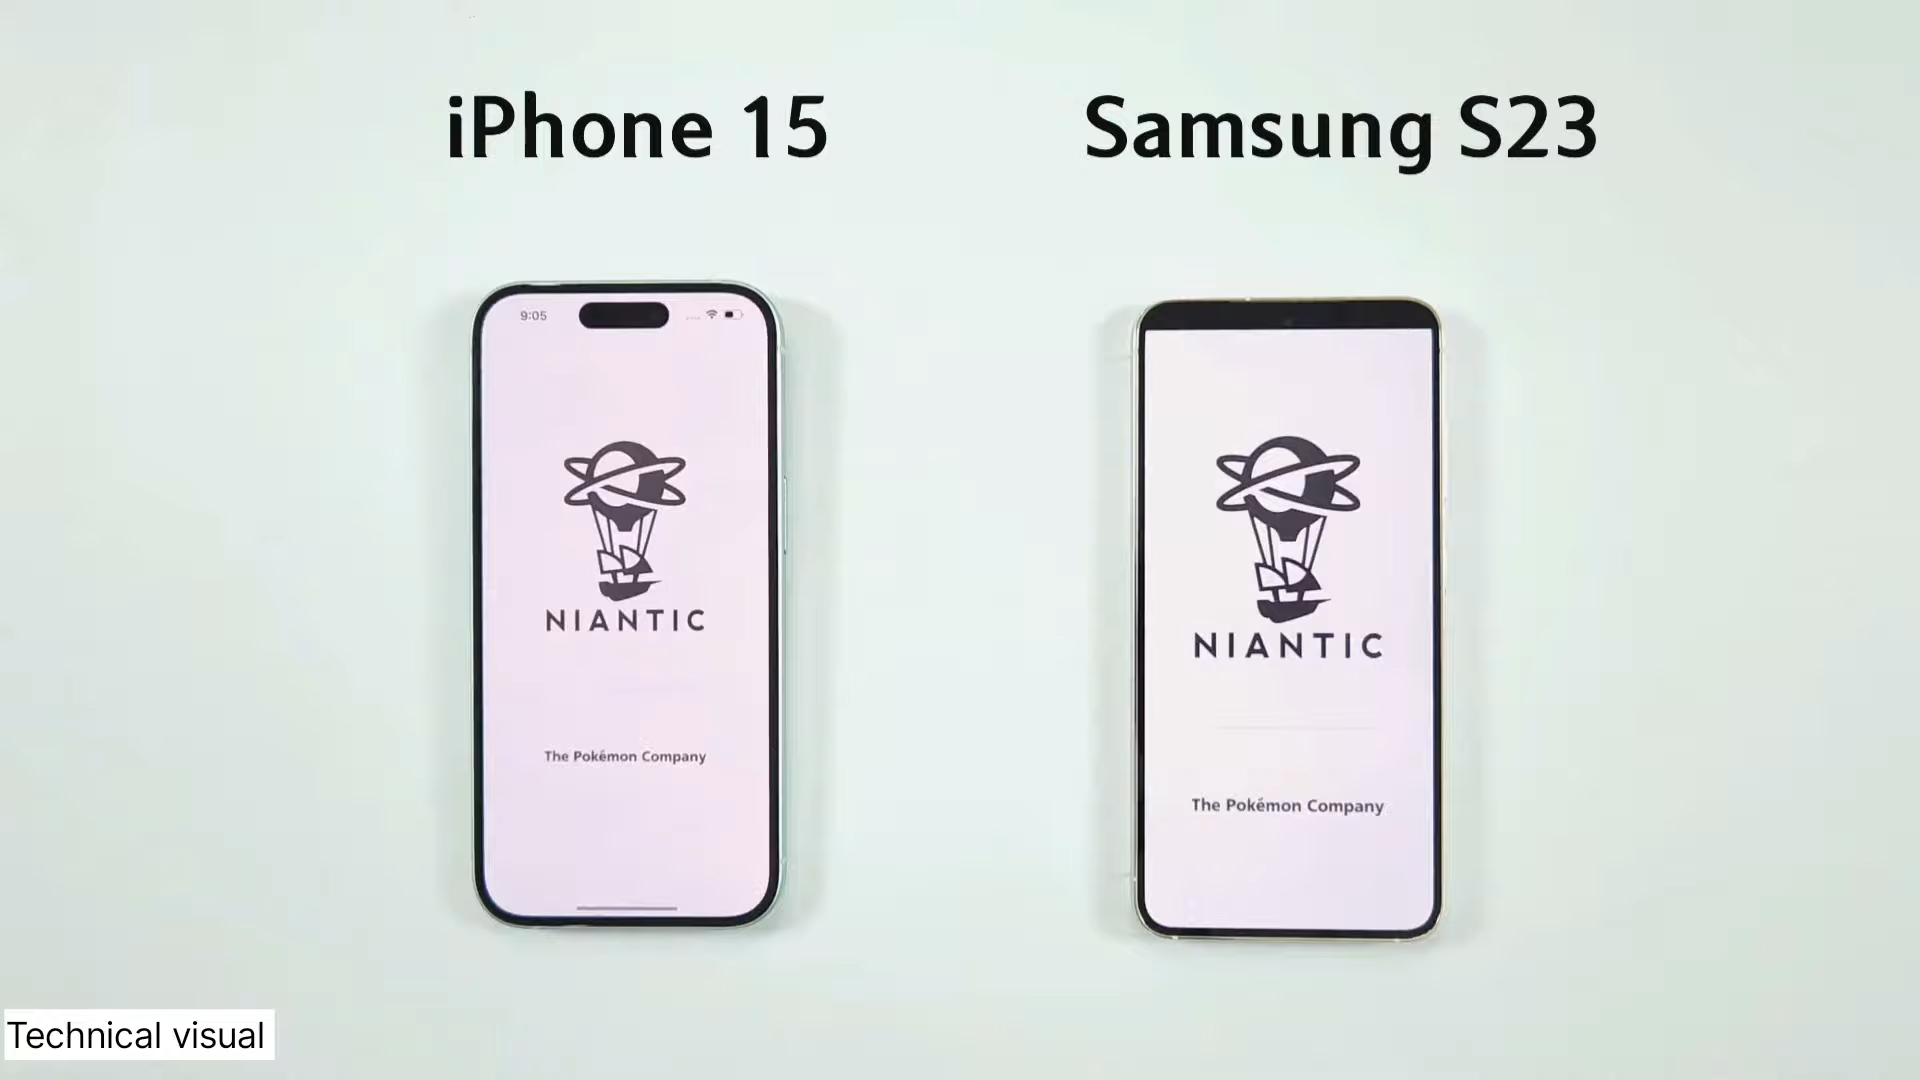 iPhone 15
Samsung S23
9:05
NIANTIC
The Pokémon Company
NIANTIC
The Pokémon Company
Technical visual